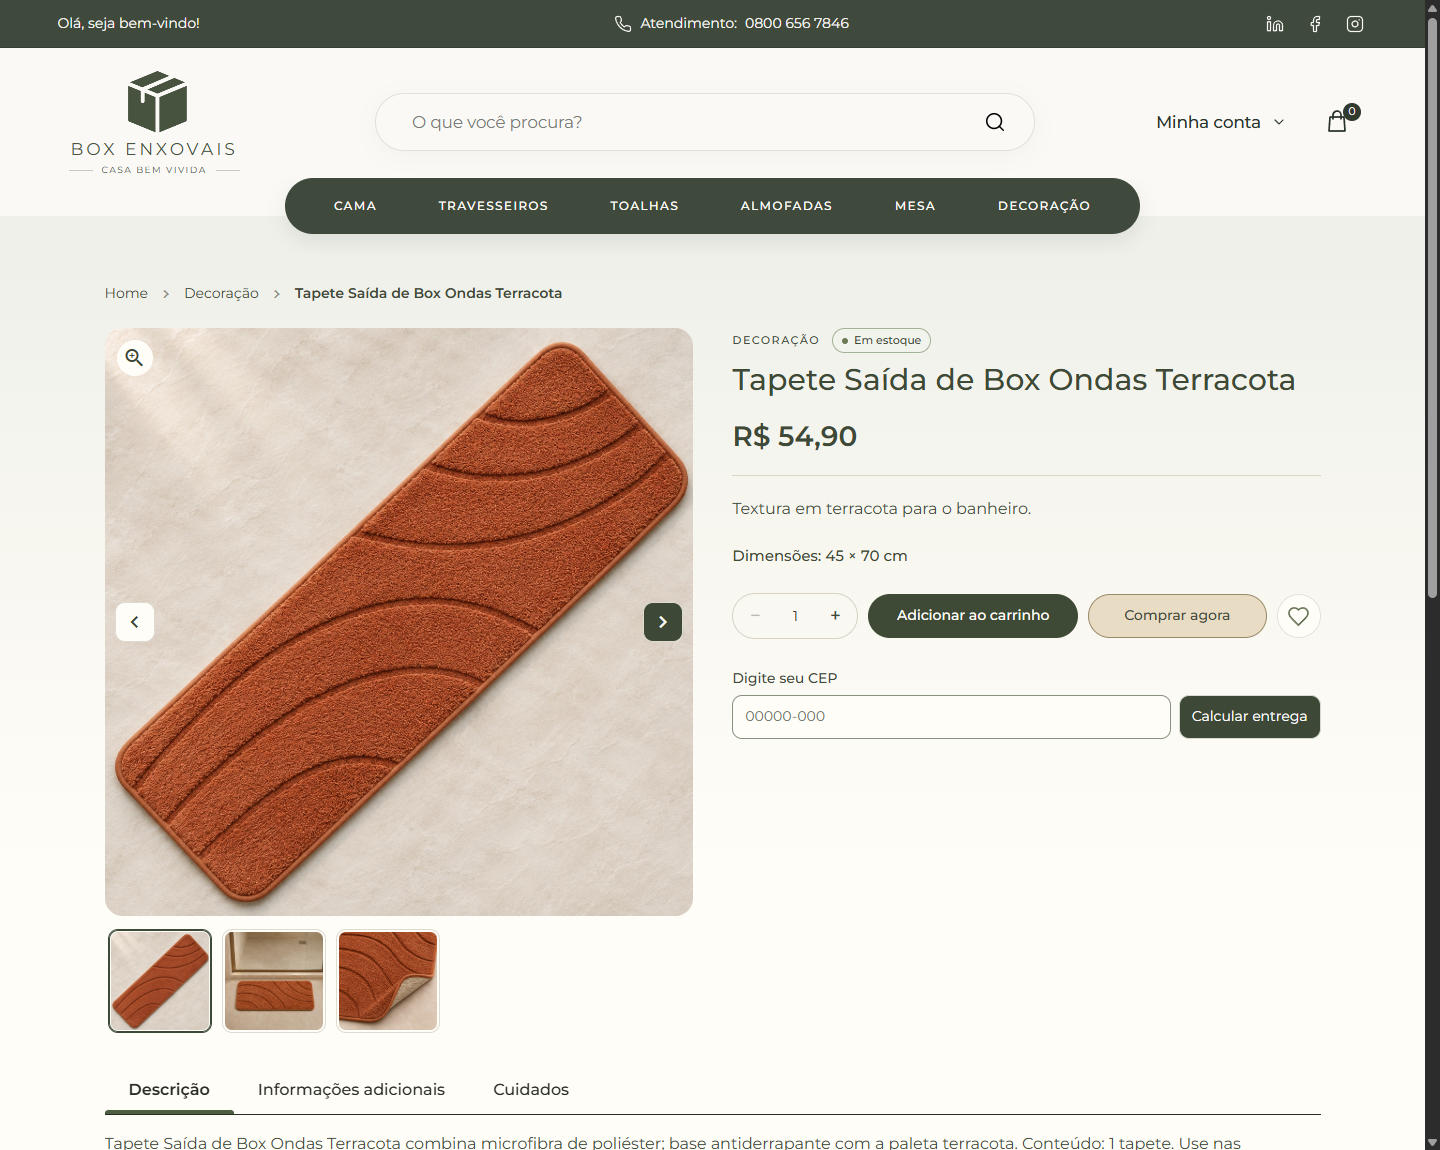 Olá, seja bem-vindo!
Atendimento: 0800 656 7846
BOX ENXOVAIS
CASA BEM VIVIDA
O que você procura?
Minha conta
0
CAMA TRAVESSEIROS TOALHAS ALMOFADAS MESA DECORAÇÃO
Home > Decoração > Tapete Saída de Box Ondas Terracota
DECORAÇÃO
Em estoque
Tapete Saída de Box Ondas Terracota
R$ 54,90
Textura em terracota para o banheiro.
Dimensões: 45 × 70 cm
− 1 +
Adicionar ao carrinho
Comprar agora
Digite seu CEP
00000-000
Calcular entrega
Descrição Informações adicionais Cuidados
Tapete Saída de Box Ondas Terracota combina microfibra de poliéster; base antiderrapante com a paleta terracota. Conteúdo: 1 tapete. Use nas